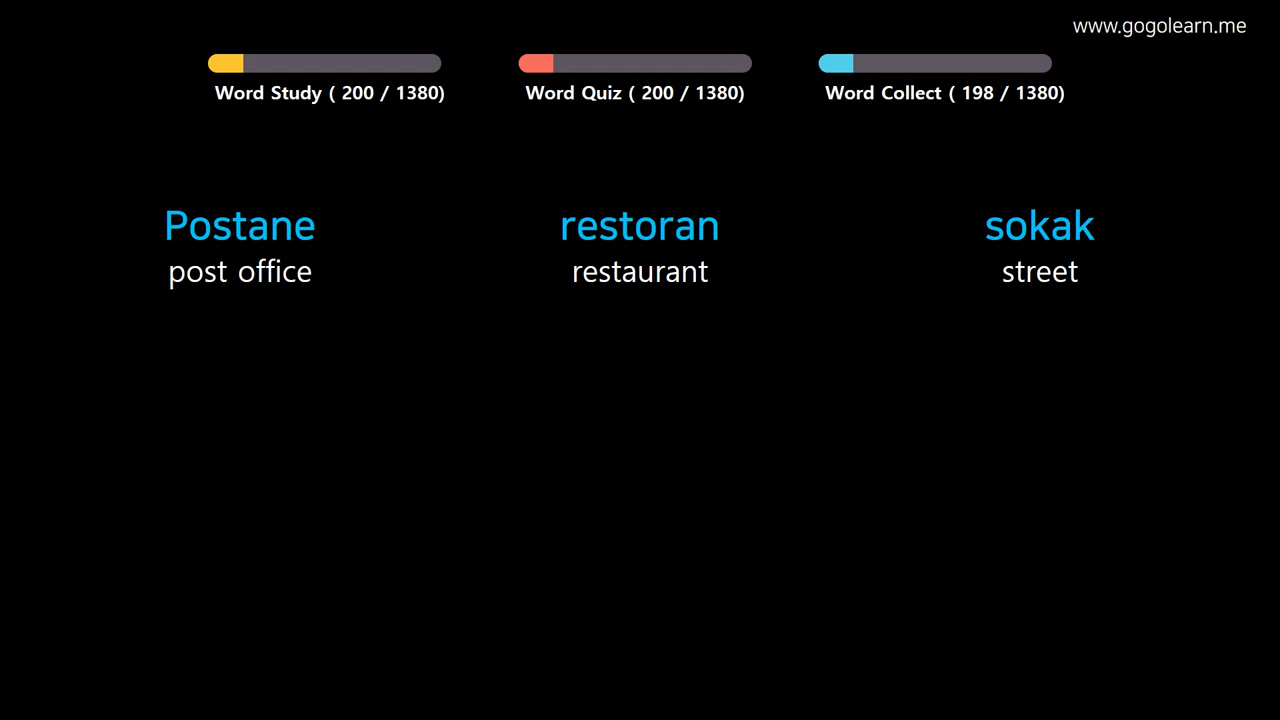 www.gogolearn.me
Word Study ( 200 / 1380)
Word Quiz ( 200 / 1380)
Word Collect ( 198 / 1380)
Postane
post office
restoran
restaurant
sokak
street